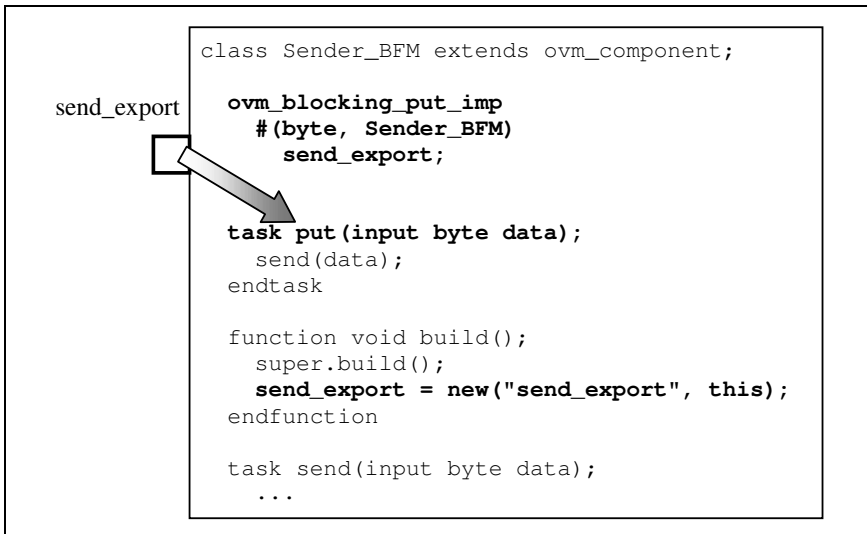 class Sender_BFM extends ovm_component;
send_export
ovm_blocking_put_imp
#(byte, Sender_BFM)
send_export;
task put(input byte data);
send(data);
endtask
function void build();
super.build();
send_export = new("send_export", this);
endfunction
task send(input byte data);
...